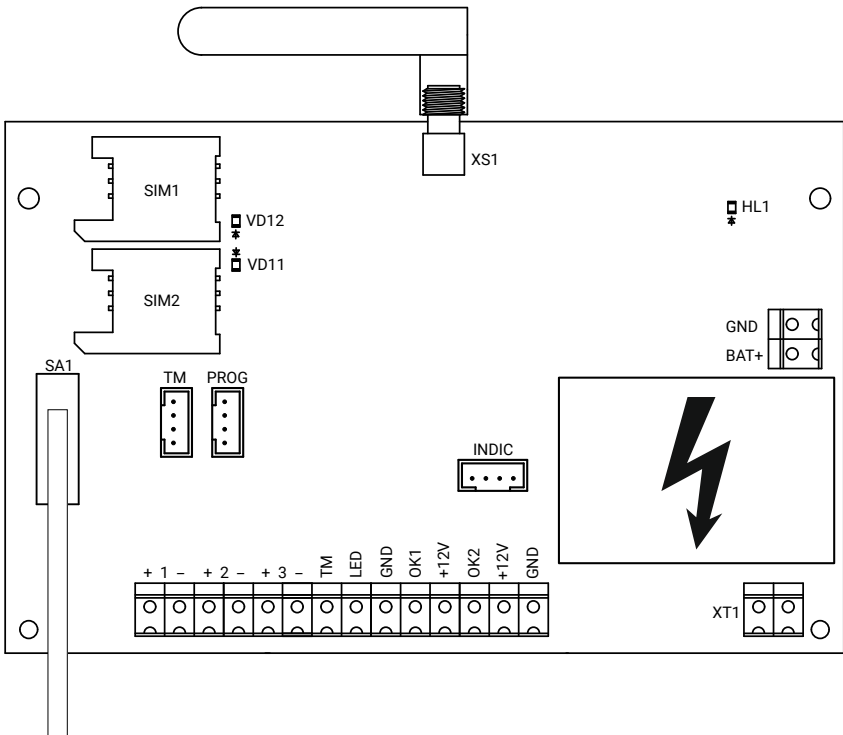 XS1
SIM1
VD12
HL1
VD11
SIM2
GND
BAT+
SA1
TM PROG
INDIC
+ 1 − + 2 − + 3 − TM LED GND OK1 +12V OK2 +12V GND
XT1